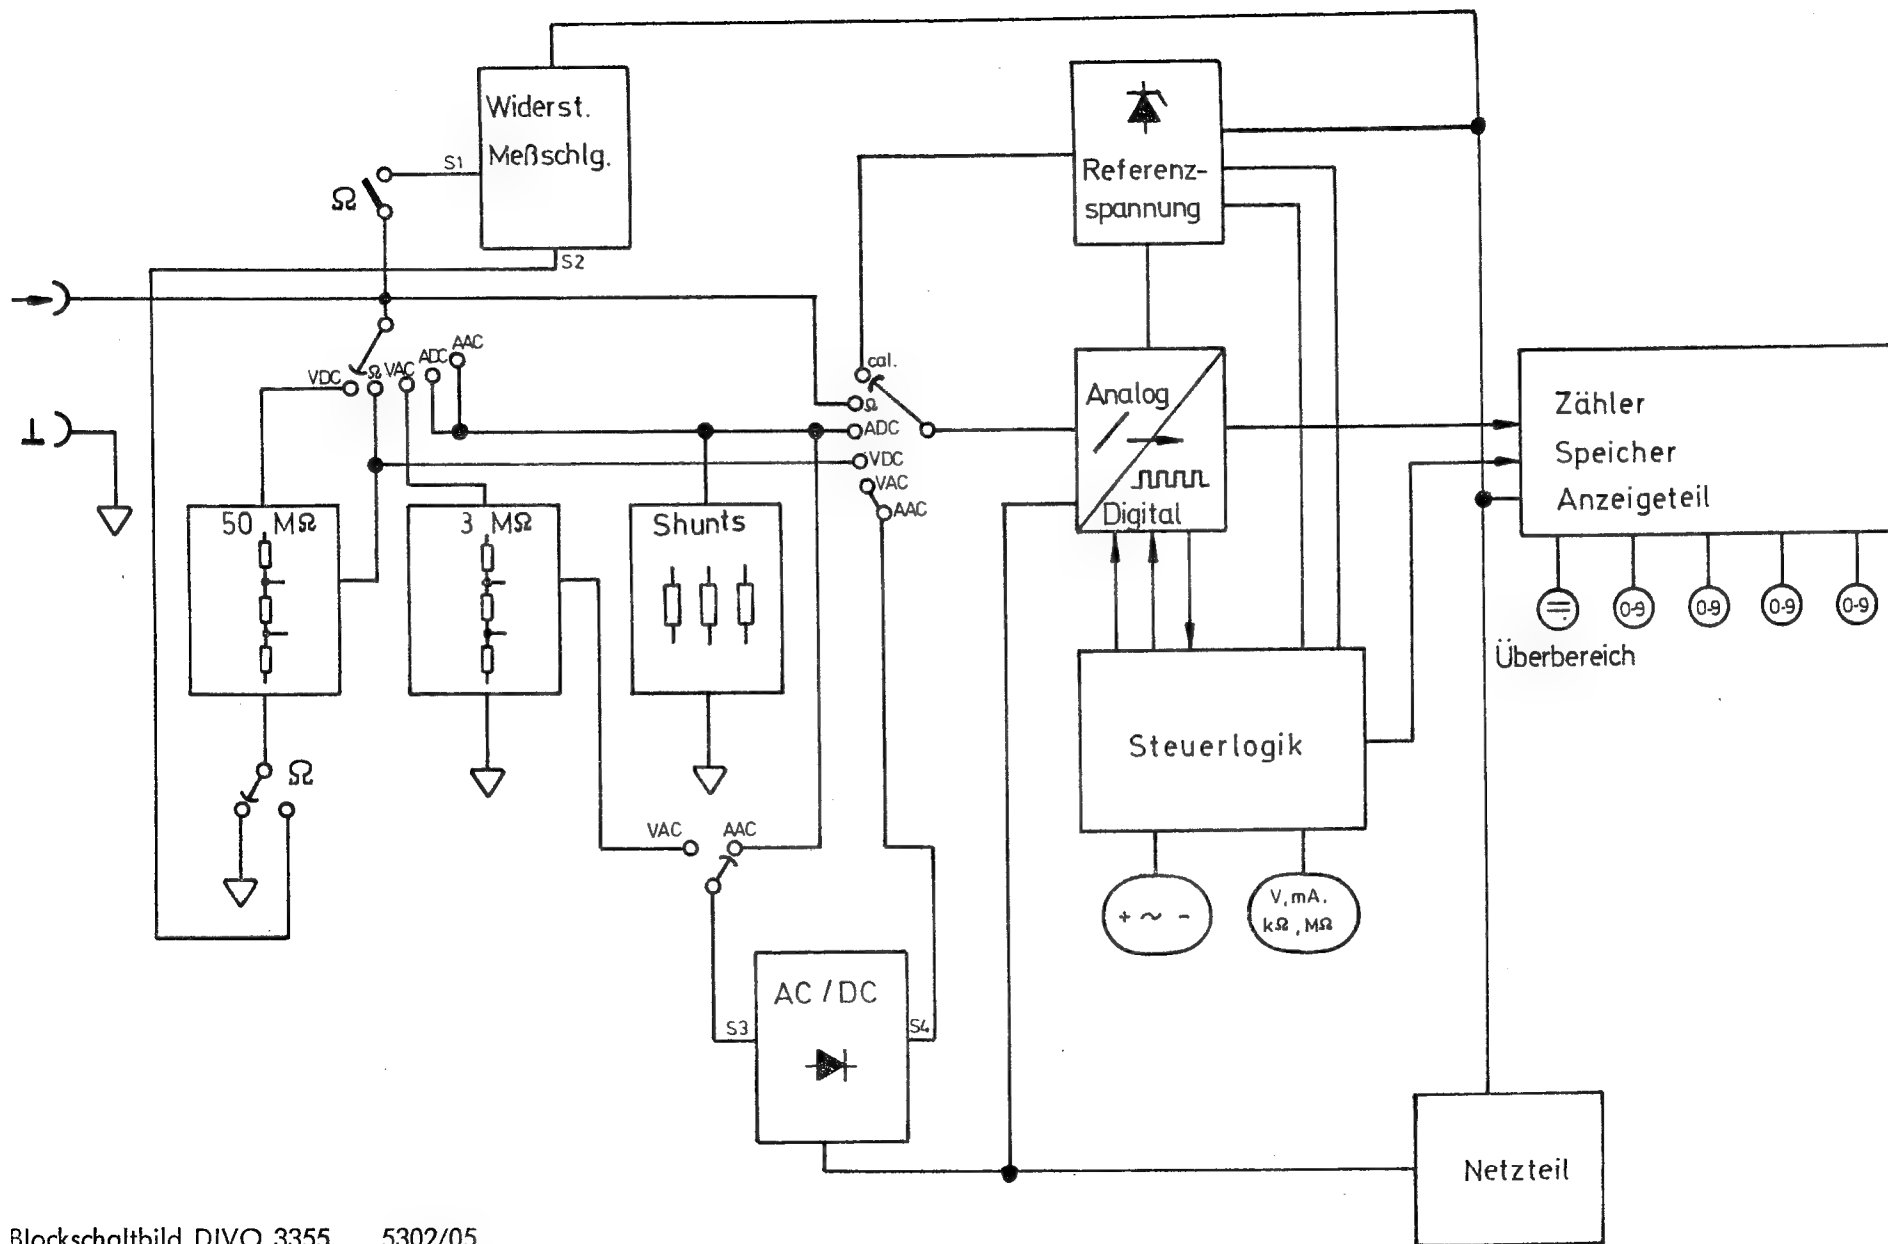 Widerst.
Meßschlg.
S1
S2
Ω
Referenz-
spannung
VDC
Ω
VAC
ADC
AAC
cal.
Ω
ADC
VDC
VAC
AAC
Analog
Digital
Zähler
Speicher
Anzeigeteil
0-9
0-9
0-9
0-9
Überbereich
50 MΩ
3 MΩ
Shunts
Steuerlogik
Ω
VAC
AAC
+ ~ -
V, mA,
kΩ, MΩ
AC / DC
S3
S4
Netzteil
Blockschaltbild DIVO 3355 5302/05